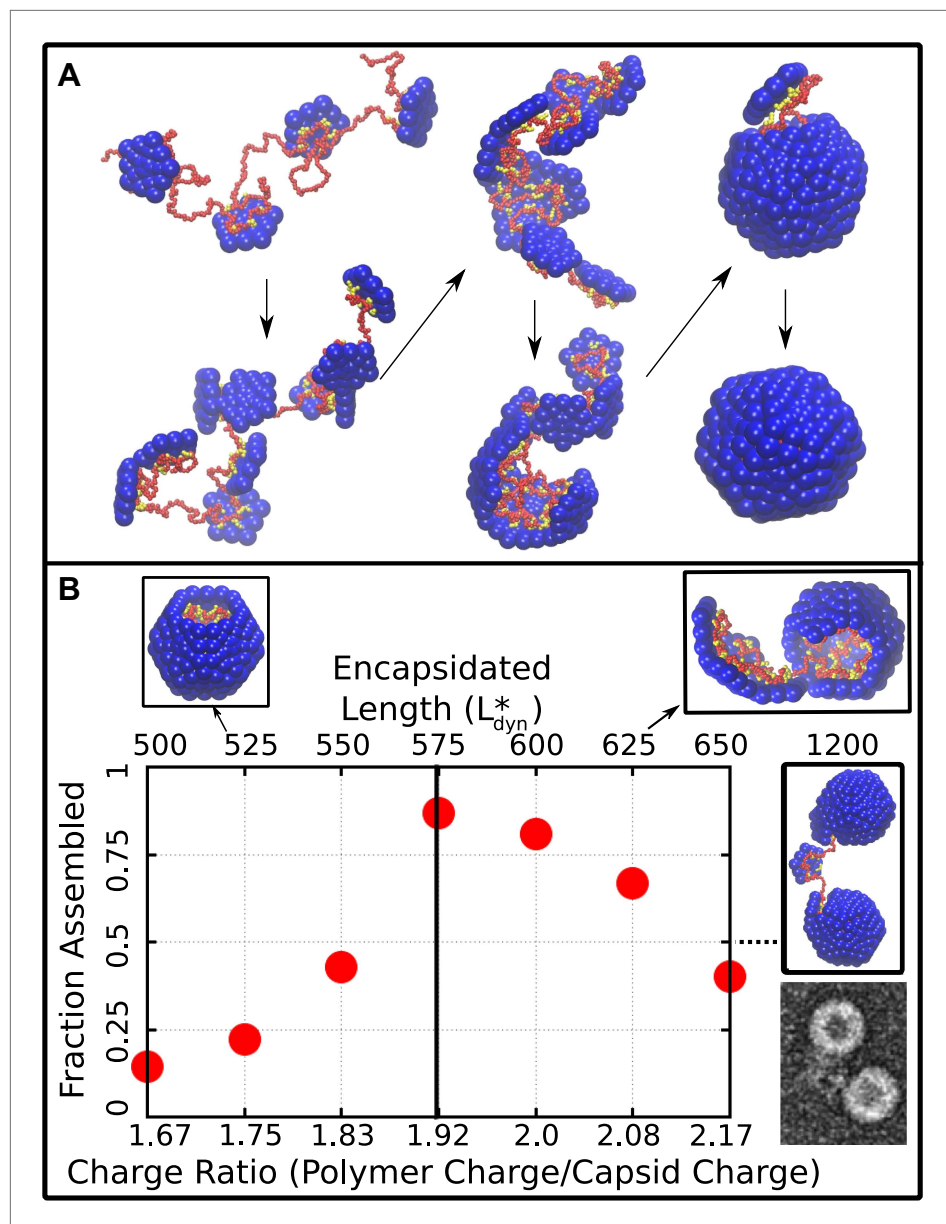 A
B
Encapsidated
Length (L*dyn)
500 525 550 575 600 625 650 1200
Fraction Assembled
1
0.75
0.5
0.25
0
1.67 1.75 1.83 1.92 2.0 2.08 2.17
Charge Ratio (Polymer Charge/Capsid Charge)